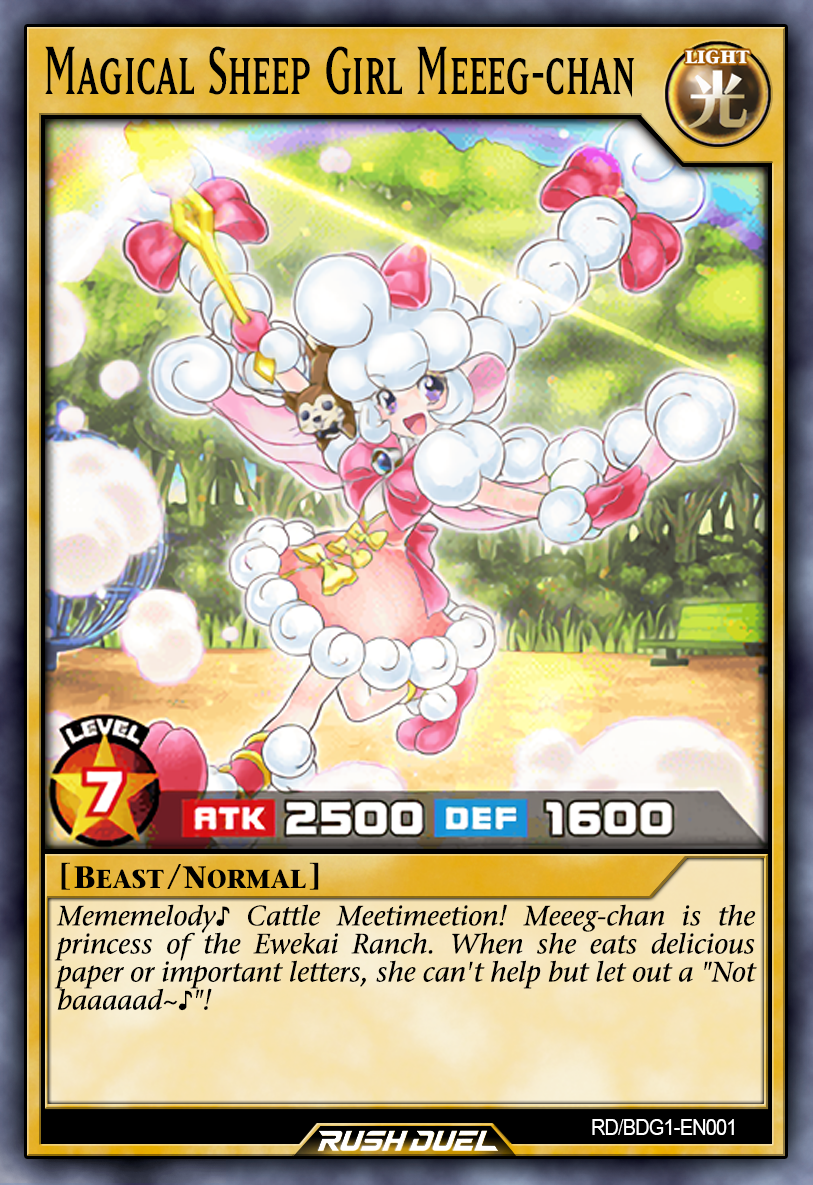 Magical Sheep Girl Meeeg-chan
LIGHT
光
LEVEL
7
ATK 2500 DEF 1600
[Beast/Normal]
Mememelody♪ Cattle Meetimeetion! Meeeg-chan is the
princess of the Ewekai Ranch. When she eats delicious
paper or important letters, she can't help but let out a "Not
baaaaad~♪"!
RD/BDG1-EN001
RUSH DUEL